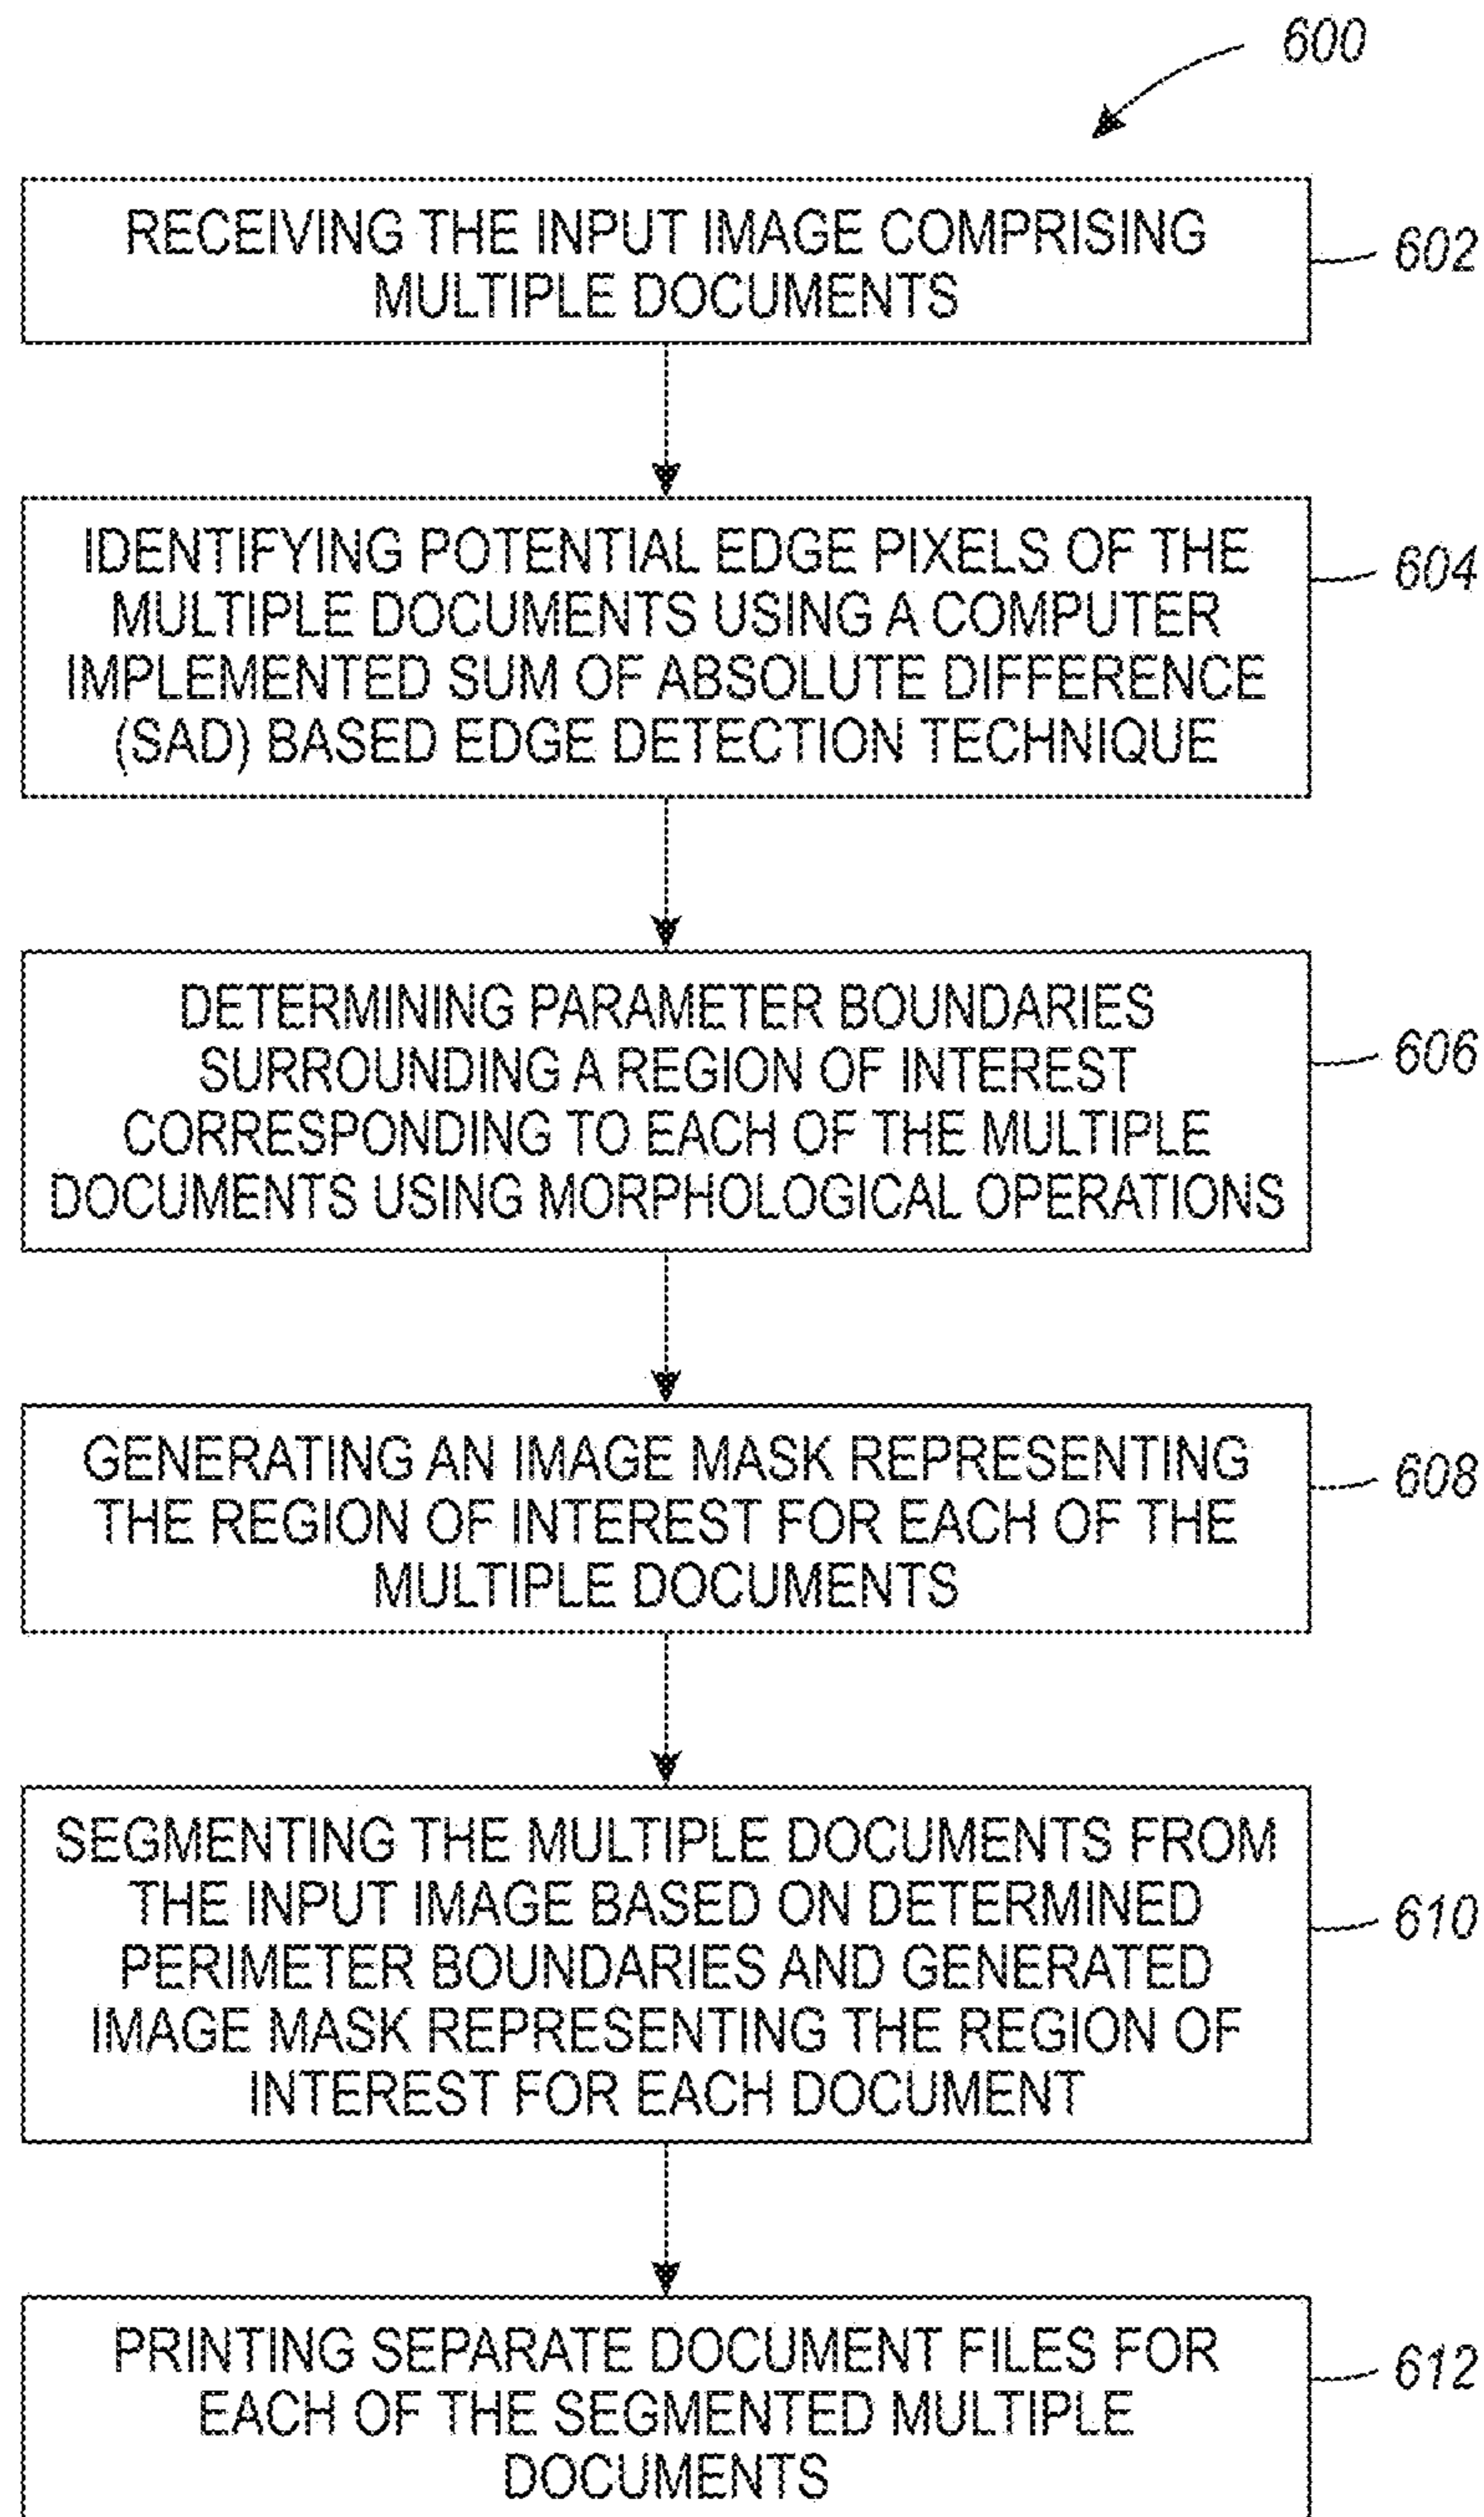 600
RECEIVING THE INPUT IMAGE COMPRISING
MULTIPLE DOCUMENTS
602
IDENTIFYING POTENTIAL EDGE PIXELS OF THE
MULTIPLE DOCUMENTS USING A COMPUTER
IMPLEMENTED SUM OF ABSOLUTE DIFFERENCE
(SAD) BASED EDGE DETECTION TECHNIQUE
604
DETERMINING PARAMETER BOUNDARIES
SURROUNDING A REGION OF INTEREST
CORRESPONDING TO EACH OF THE MULTIPLE
DOCUMENTS USING MORPHOLOGICAL OPERATIONS
606
GENERATING AN IMAGE MASK REPRESENTING
THE REGION OF INTEREST FOR EACH OF THE
MULTIPLE DOCUMENTS
608
SEGMENTING THE MULTIPLE DOCUMENTS FROM
THE INPUT IMAGE BASED ON DETERMINED
PERIMETER BOUNDARIES AND GENERATED
IMAGE MASK REPRESENTING THE REGION OF
INTEREST FOR EACH DOCUMENT
610
PRINTING SEPARATE DOCUMENT FILES FOR
EACH OF THE SEGMENTED MULTIPLE
DOCUMENTS
612